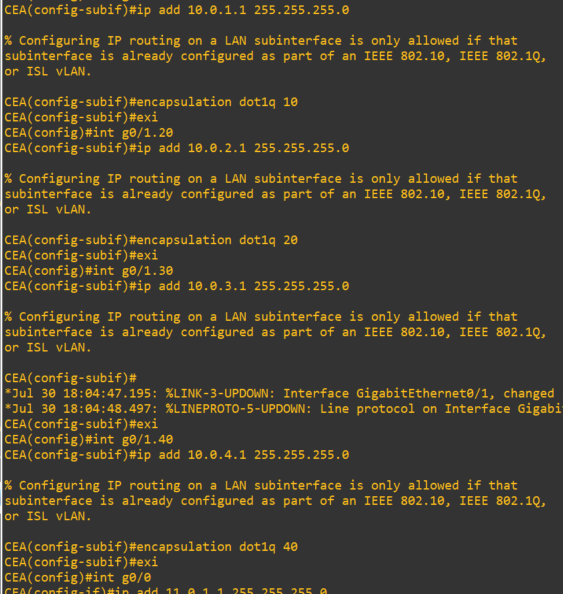 CEA(config-subif)#ip add 10.0.1.1 255.255.255.0
% Configuring IP routing on a LAN subinterface is only allowed if that
subinterface is already configured as part of an IEEE 802.10, IEEE 802.1Q,
or ISL vLAN.
CEA(config-subif)#encapsulation dot1q 10
CEA(config-subif)#exi
CEA(config)#int g0/1.20
CEA(config-subif)#ip add 10.0.2.1 255.255.255.0
% Configuring IP routing on a LAN subinterface is only allowed if that
subinterface is already configured as part of an IEEE 802.10, IEEE 802.1Q,
or ISL vLAN.
CEA(config-subif)#encapsulation dot1q 20
CEA(config-subif)#exi
CEA(config)#int g0/1.30
CEA(config-subif)#ip add 10.0.3.1 255.255.255.0
% Configuring IP routing on a LAN subinterface is only allowed if that
subinterface is already configured as part of an IEEE 802.10, IEEE 802.1Q,
or ISL vLAN.
CEA(config-subif)#
*Jul 30 18:04:47.195: %LINK-3-UPDOWN: Interface GigabitEthernet0/1, changed
*Jul 30 18:04:48.497: %LINEPROTO-5-UPDOWN: Line protocol on Interface Gigabi
CEA(config-subif)#exi
CEA(config)#int g0/1.40
CEA(config-subif)#ip add 10.0.4.1 255.255.255.0
% Configuring IP routing on a LAN subinterface is only allowed if that
subinterface is already configured as part of an IEEE 802.10, IEEE 802.1Q,
or ISL vLAN.
CEA(config-subif)#encapsulation dot1q 40
CEA(config-subif)#exi
CEA(config)#int g0/0
CEA(config-if)#ip add 11.0.1.1 255.255.255.0